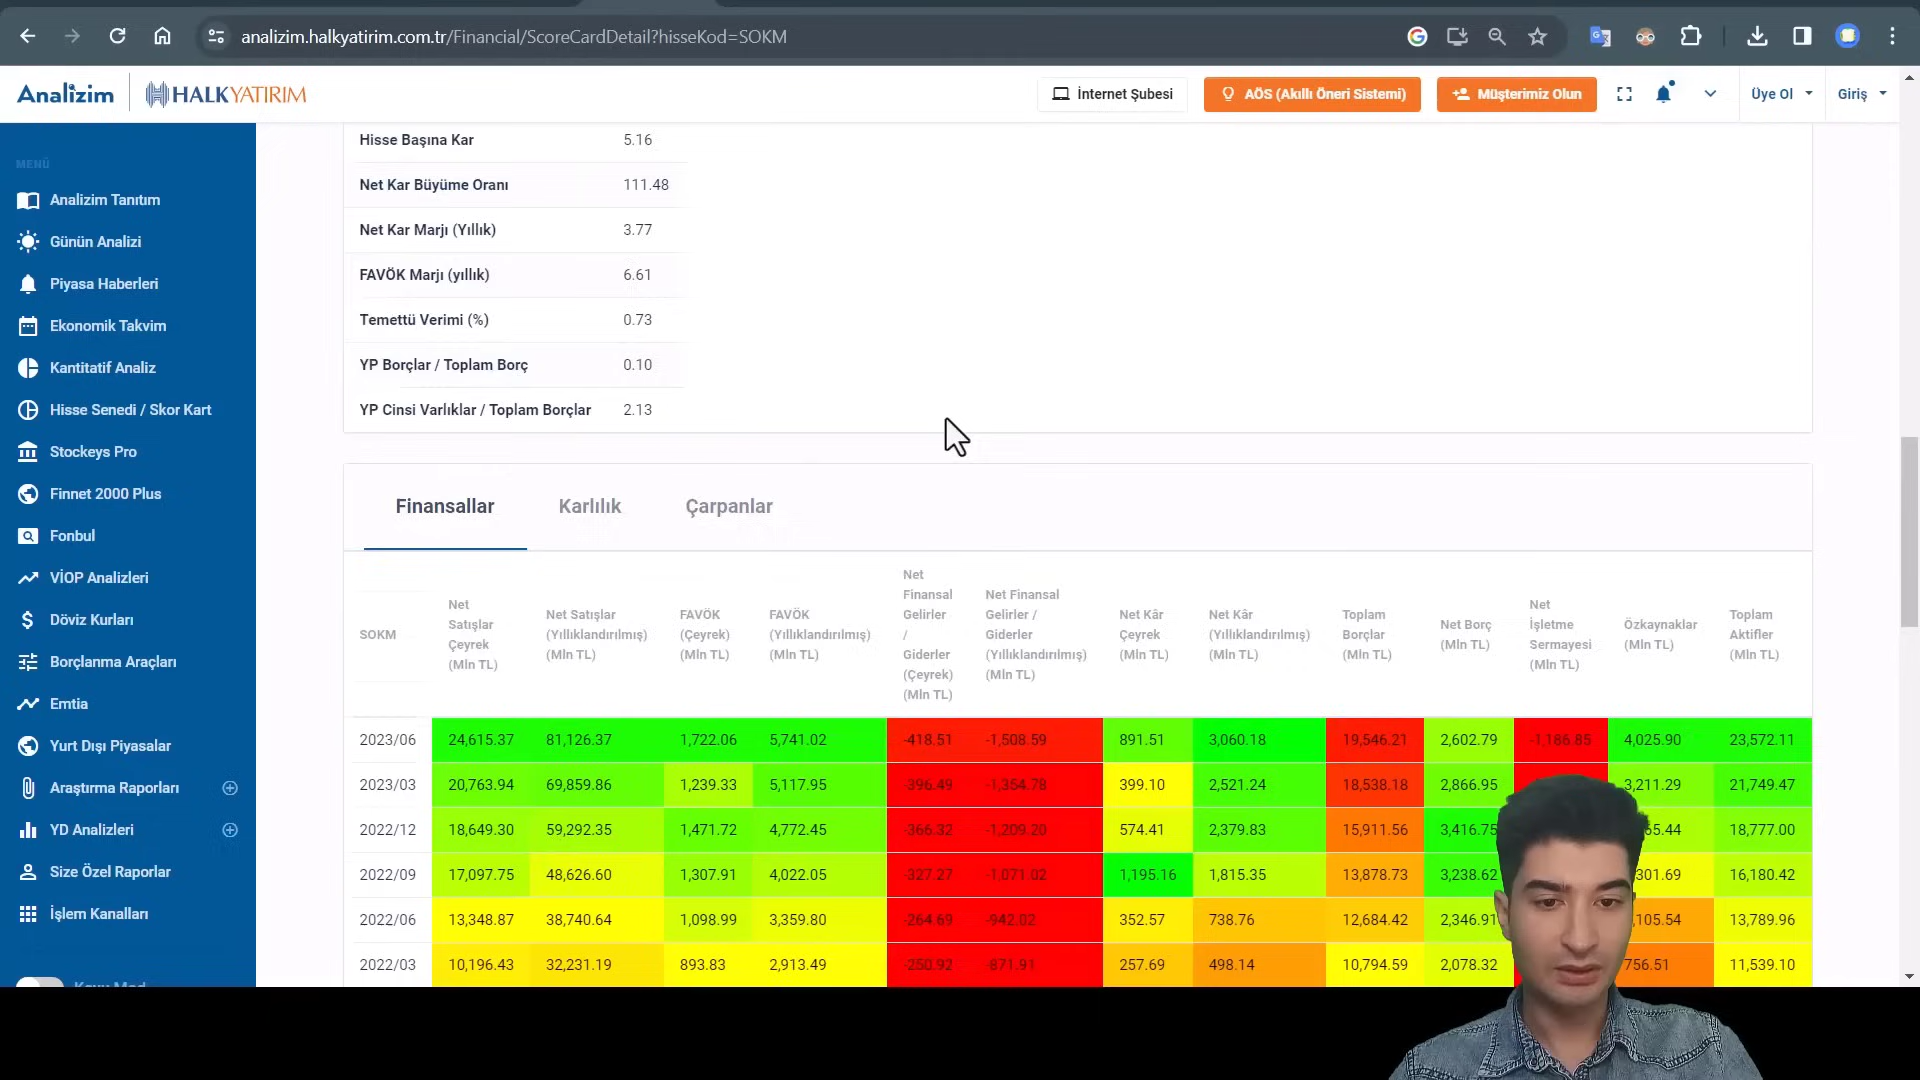 analizim.halkyatirim.com.tr/Financial/ScoreCardDetail?hisseKod=SOKM
Analizim HALKYATIRIM
İnternet Şubesi
AÖS (Akıllı Öneri Sistemi)
Müşterimiz Olun
Üye Ol
Giriş
MENÜ
Analizim Tanıtım
Günün Analizi
Piyasa Haberleri
Ekonomik Takvim
Kantitatif Analiz
Hisse Senedi / Skor Kart
Stockeys Pro
Finnet 2000 Plus
Fonbul
VİOP Analizleri
Döviz Kurları
Borçlanma Araçları
Emtia
Yurt Dışı Piyasalar
Araştırma Raporları
YD Analizleri
Size Özel Raporlar
İşlem Kanalları
Hisse Başına Kar 5.16
Net Kar Büyüme Oranı 111.48
Net Kar Marjı (Yıllık) 3.77
FAVÖK Marjı (yıllık) 6.61
Temettü Verimi (%) 0.73
YP Borçlar / Toplam Borç 0.10
YP Cinsi Varlıklar / Toplam Borçlar 2.13
Finansallar Karlılık Çarpanlar
SOKM
Net
Satışlar
Çeyrek
(Mln TL)
Net Satışlar
(Yıllıklandırılmış)
(Mln TL)
FAVÖK
(Çeyrek)
(Mln TL)
FAVÖK
(Yıllıklandırılmış)
(Mln TL)
Net
Finansal
Gelirler
/
Giderler
(Çeyrek)
(Mln TL)
Net Finansal
Gelirler /
Giderler
(Yıllıklandırılmış)
(Mln TL)
Net Kâr
Çeyrek
(Mln TL)
Net Kâr
(Yıllıklandırılmış)
(Mln TL)
Toplam
Borçlar
(Mln TL)
Net Borç
(Mln TL)
Net
İşletme
Sermayesi
(Mln TL)
Özkaynaklar
(Mln TL)
Toplam
Aktifler
(Mln TL)
2023/06 24,615.37 81,126.37 1,722.06 5,741.02 -418.51 -1,508.59 891.51 3,060.18 19,546.21 2,602.79 -1,186.85 4,025.90 23,572.11
2023/03 20,763.94 69,859.86 1,239.33 5,117.95 -396.49 -1,354.78 399.10 2,521.24 18,538.18 2,866.95 3,211.29 21,749.47
2022/12 18,649.30 59,292.35 1,471.72 4,772.45 -366.32 -1,209.20 574.41 2,379.83 15,911.56 3,416.75 18,777.00
2022/09 17,097.75 48,626.60 1,307.91 4,022.05 -327.27 -1,071.02 1,195.16 1,815.35 13,878.73 3,238.62 16,180.42
2022/06 13,348.87 38,740.64 1,098.99 3,359.80 -264.69 -942.02 352.57 738.76 12,684.42 2,346.91 13,789.96
2022/03 10,196.43 32,231.19 893.83 2,913.49 -250.92 -871.91 257.69 498.14 10,794.59 2,078.32 756.51 11,539.10